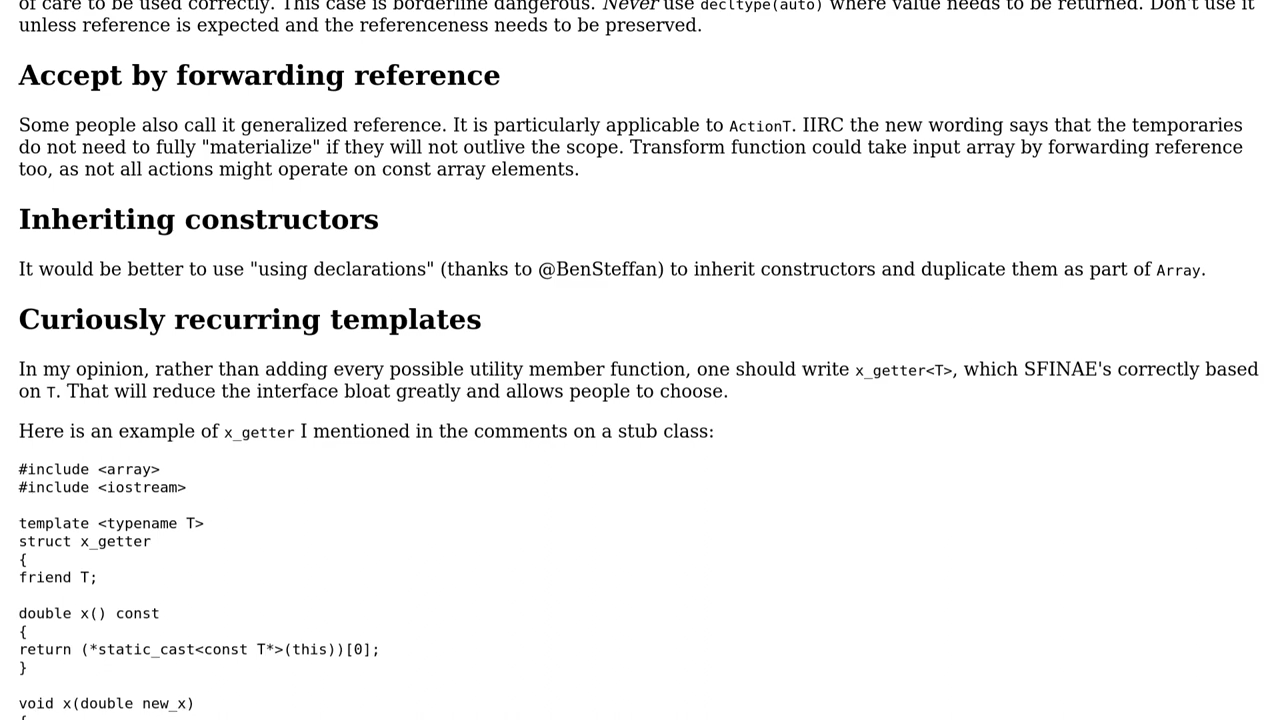 of care to be used correctly. This case is borderline dangerous. Never use decltype(auto) where value needs to be returned. Don't use it
unless reference is expected and the referenceness needs to be preserved.
Accept by forwarding reference
Some people also call it generalized reference. It is particularly applicable to ActionT. IIRC the new wording says that the temporaries
do not need to fully "materialize" if they will not outlive the scope. Transform function could take input array by forwarding reference
too, as not all actions might operate on const array elements.
Inheriting constructors
It would be better to use "using declarations" (thanks to @BenSteffan) to inherit constructors and duplicate them as part of Array.
Curiously recurring templates
In my opinion, rather than adding every possible utility member function, one should write x_getter<T>, which SFINAE's correctly based
on T. That will reduce the interface bloat greatly and allows people to choose.
Here is an example of x_getter I mentioned in the comments on a stub class:
#include <array>
#include <iostream>
template <typename T>
struct x_getter
{
friend T;
double x() const
{
return (*static_cast<const T*>(this))[0];
}
void x(double new_x)
{